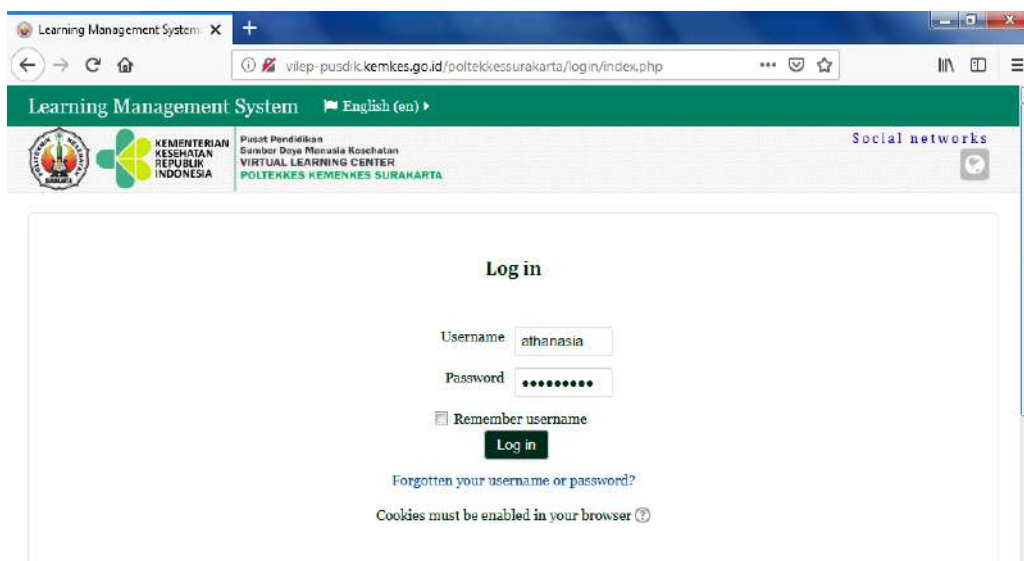 Learning Management System:
vilep-pusdik.kemkes.go.id/poltekkessurakarta/login/index.php
Learning Management System English (en)
KEMENTERIAN
KESEHATAN
REPUBLIK
INDONESIA
Pusat Pendidikan
Sumber Daya Manusia Kesehatan
VIRTUAL LEARNING CENTER
POLTEKKES KEMENKES SURAKARTA
Social networks
Log in
Username athanasia
Password •••••••••
Remember username
Log in
Forgotten your username or password?
Cookies must be enabled in your browser